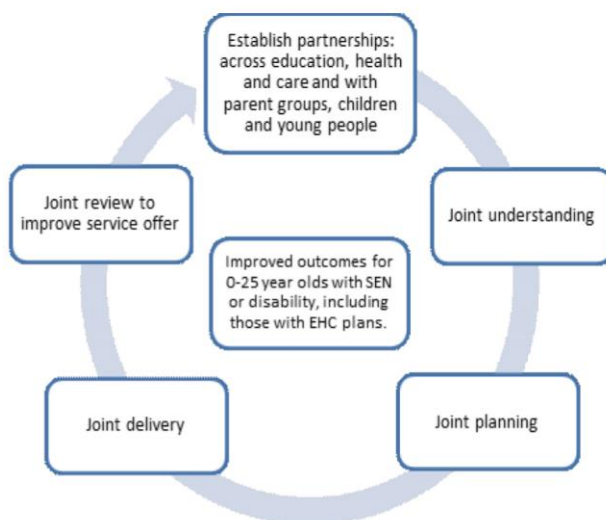 Establish partnerships:
across education, health
and care and with
parent groups, children
and young people
Joint understanding
Joint planning
Joint delivery
Joint review to
improve service offer
Improved outcomes for
0-25 year olds with SEN
or disability, including
those with EHC plans.